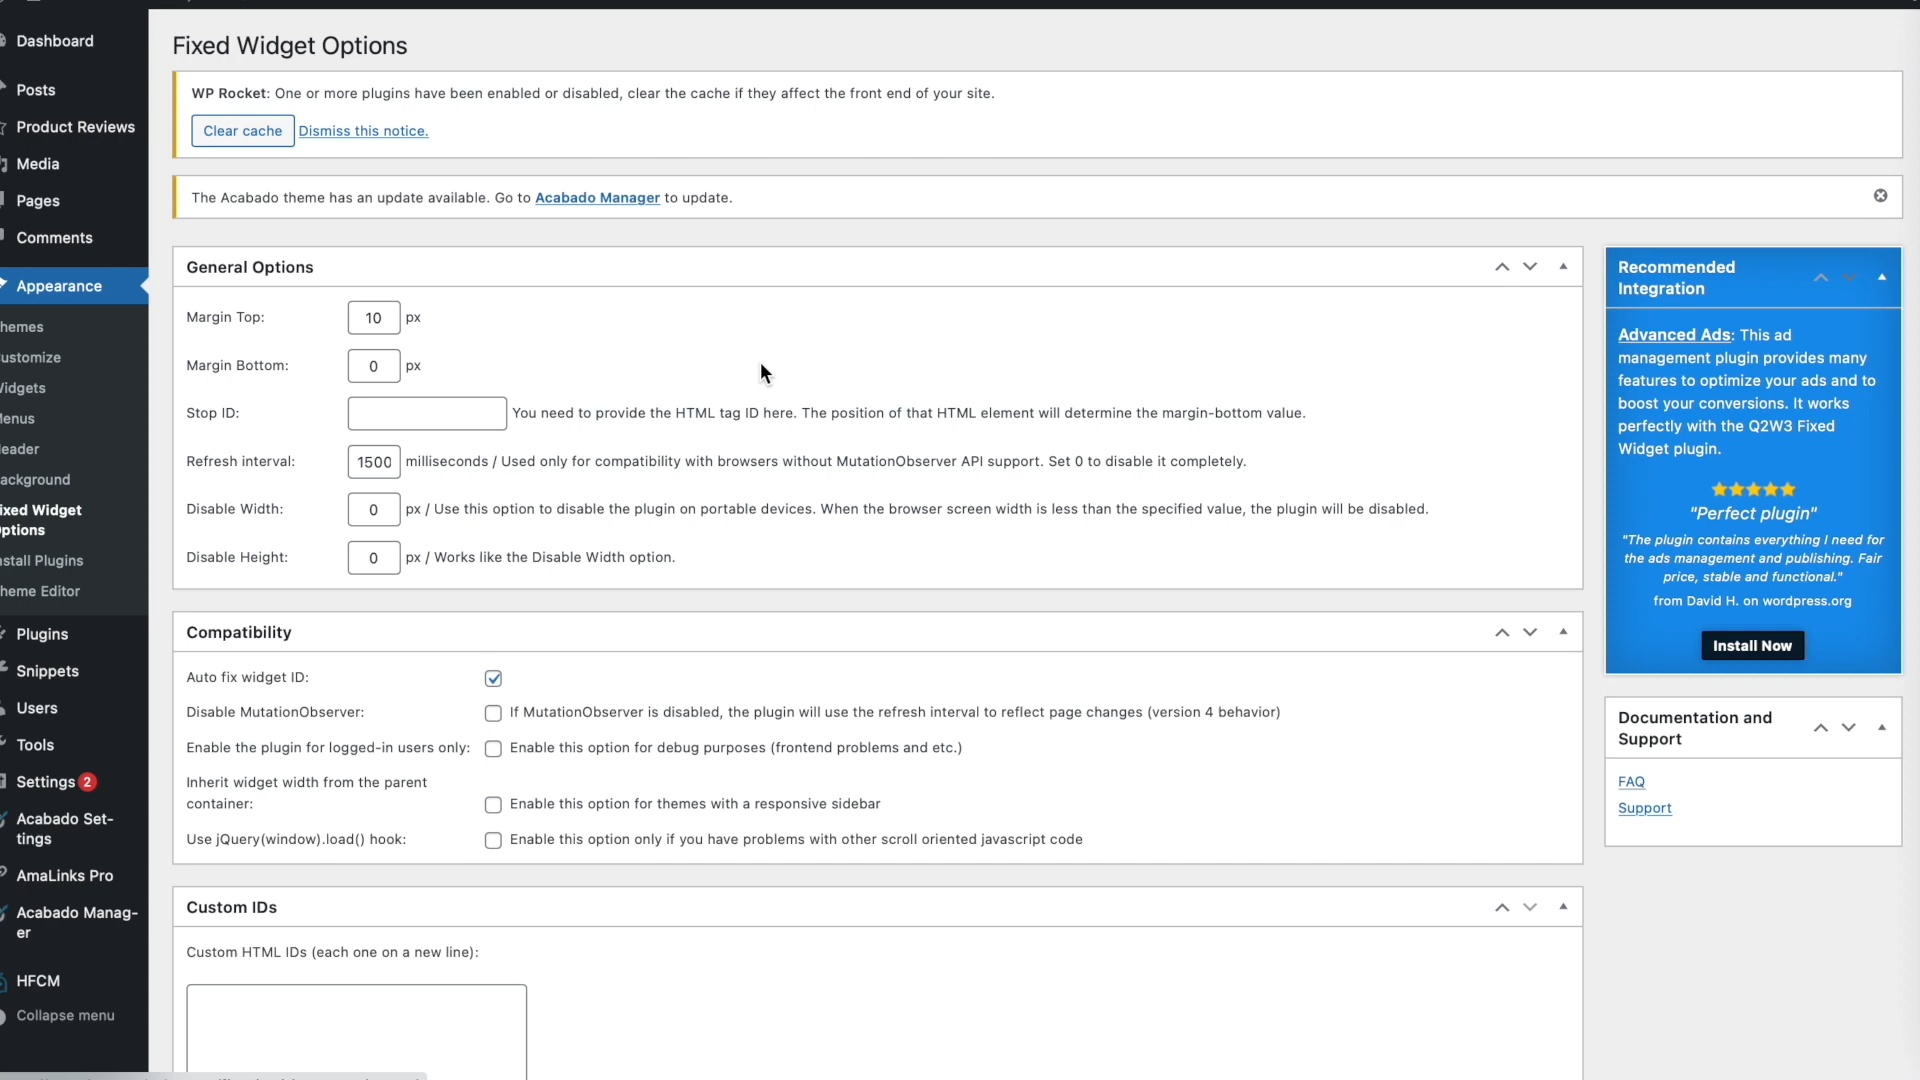 Dashboard
Posts
Product Reviews
Media
Pages
Comments
Appearance
hemes
ustomize
idgets
enus
eader
ackground
ixed Widget
ptions
nstall Plugins
heme Editor
Plugins
Snippets
Users
Tools
Settings 2
Acabado Set-
tings
AmaLinks Pro
Acabado Manag-
er
HFCM
Collapse menu
Fixed Widget Options
WP Rocket: One or more plugins have been enabled or disabled, clear the cache if they affect the front end of your site.
Clear cache Dismiss this notice.
The Acabado theme has an update available. Go to Acabado Manager to update.
General Options
Margin Top: 10 px
Margin Bottom: 0 px
Stop ID: You need to provide the HTML tag ID here. The position of that HTML element will determine the margin-bottom value.
Refresh interval: 1500 milliseconds / Used only for compatibility with browsers without MutationObserver API support. Set 0 to disable it completely.
Disable Width: 0 px / Use this option to disable the plugin on portable devices. When the browser screen width is less than the specified value, the plugin will be disabled.
Disable Height: 0 px / Works like the Disable Width option.
Compatibility
Auto fix widget ID:
Disable MutationObserver: If MutationObserver is disabled, the plugin will use the refresh interval to reflect page changes (version 4 behavior)
Enable the plugin for logged-in users only: Enable this option for debug purposes (frontend problems and etc.)
Inherit widget width from the parent
container: Enable this option for themes with a responsive sidebar
Use jQuery(window).load() hook: Enable this option only if you have problems with other scroll oriented javascript code
Custom IDs
Custom HTML IDs (each one on a new line):
Recommended
Integration
Advanced Ads: This ad
management plugin provides many
features to optimize your ads and to
boost your conversions. It works
perfectly with the Q2W3 Fixed
Widget plugin.
"Perfect plugin"
"The plugin contains everything I need for
the ads management and publishing. Fair
price, stable and functional."
from David H. on wordpress.org
Install Now
Documentation and
Support
FAQ
Support